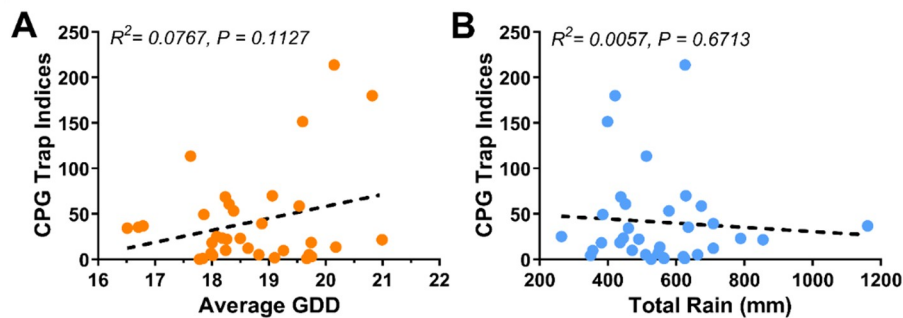 A
R2= 0.0767, P = 0.1127
CPG Trap Indices
250
200
150
100
50
0
16 17 18 19 20 21 22
Average GDD
B
R2= 0.0057, P = 0.6713
CPG Trap Indices
250
200
150
100
50
0
200 400 600 800 1000 1200
Total Rain (mm)